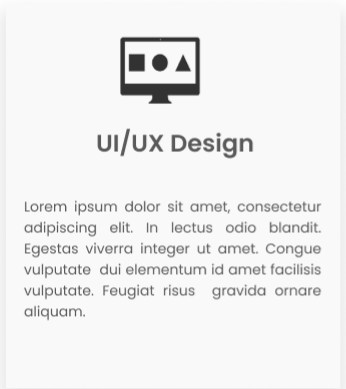 UI/UX Design
Lorem ipsum dolor sit amet, consectetur
adipiscing elit. In lectus odio blandit.
Egestas viverra integer ut amet. Congue
vulputate dui elementum id amet facilisis
vulputate. Feugiat risus gravida ornare
aliquam.